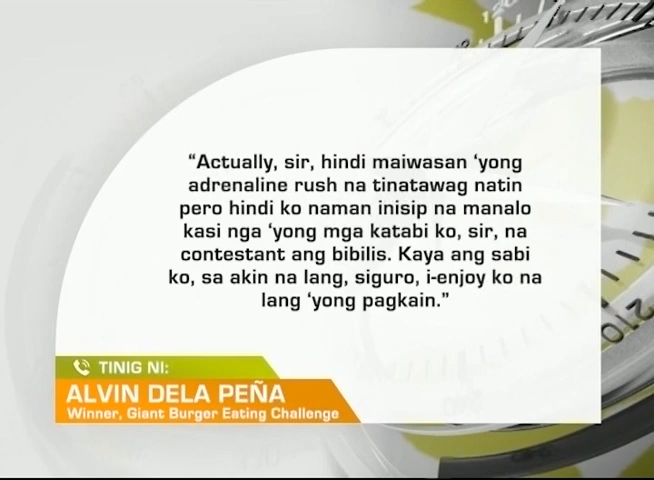 “Actually, sir, hindi maiwasan ‘yong
adrenaline rush na tinatawag natin
pero hindi ko naman inisip na manalo
kasi nga ‘yong mga katabi ko, sir, na
contestant ang bibilis. Kaya ang sabi
ko, sa akin na lang, siguro, i-enjoy ko na
lang ‘yong pagkain.”
TINIG NI:
ALVIN DELA PEÑA
Winner, Giant Burger Eating Challenge